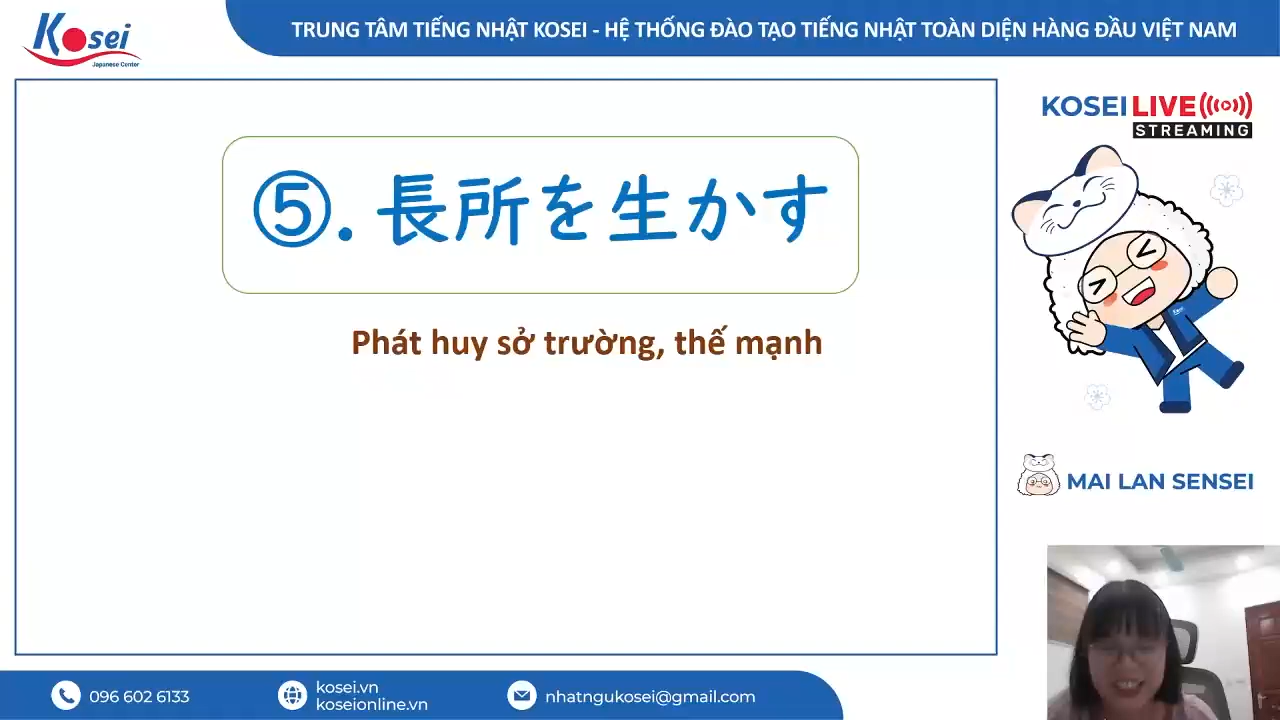 Kosei
Japanese Center
TRUNG TÂM TIẾNG NHẬT KOSEI - HỆ THỐNG ĐÀO TẠO TIẾNG NHẬT TOÀN DIỆN HÀNG ĐẦU VIỆT NAM
KOSEI LIVE
STREAMING
⑤. 長所を生かす
Phát huy sở trường, thế mạnh
MAI LAN SENSEI
096 602 6133
kosei.vn
koseionline.vn
nhatngukosei@gmail.com